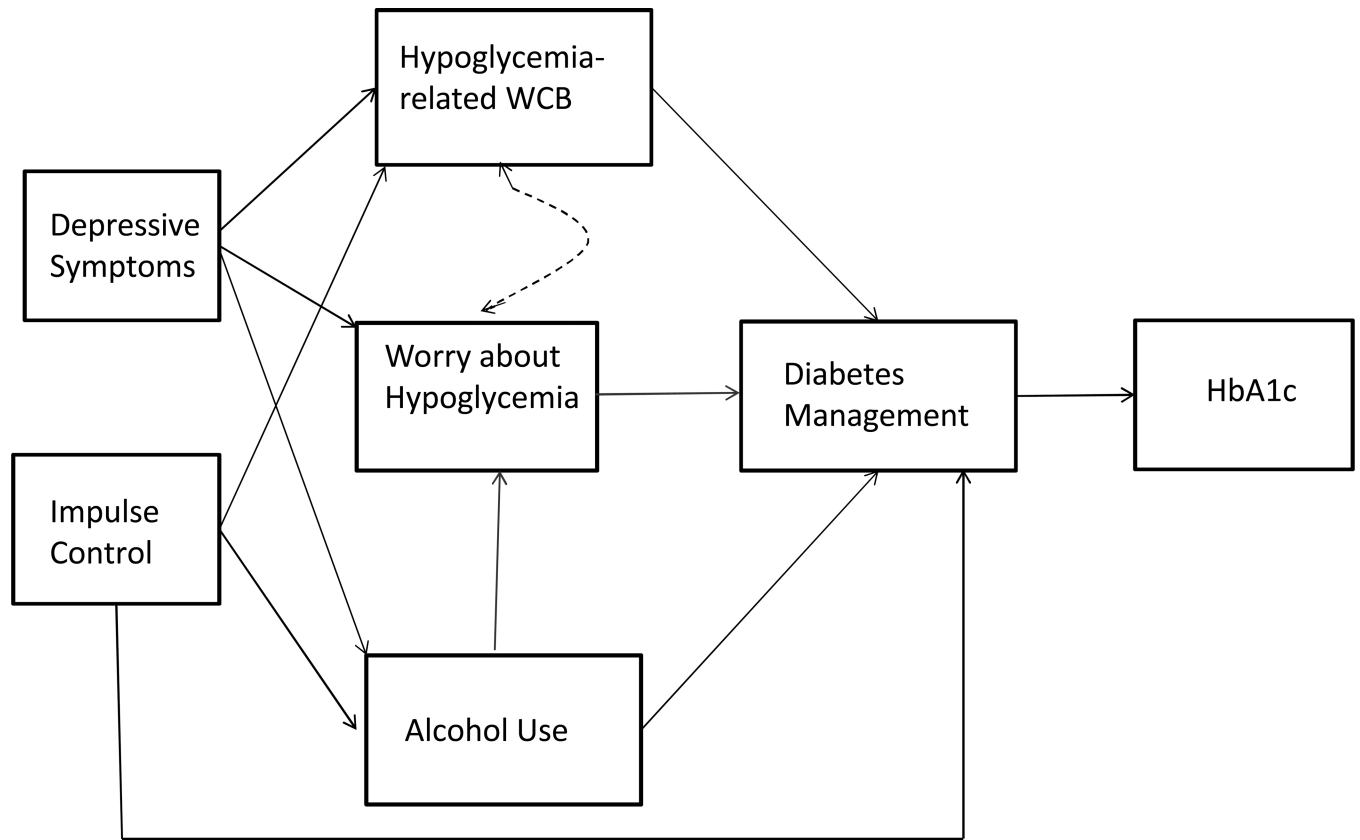 Hypoglycemia-
related WCB
Depressive
Symptoms
Worry about
Hypoglycemia
Diabetes
Management
HbA1c
Impulse
Control
Alcohol Use